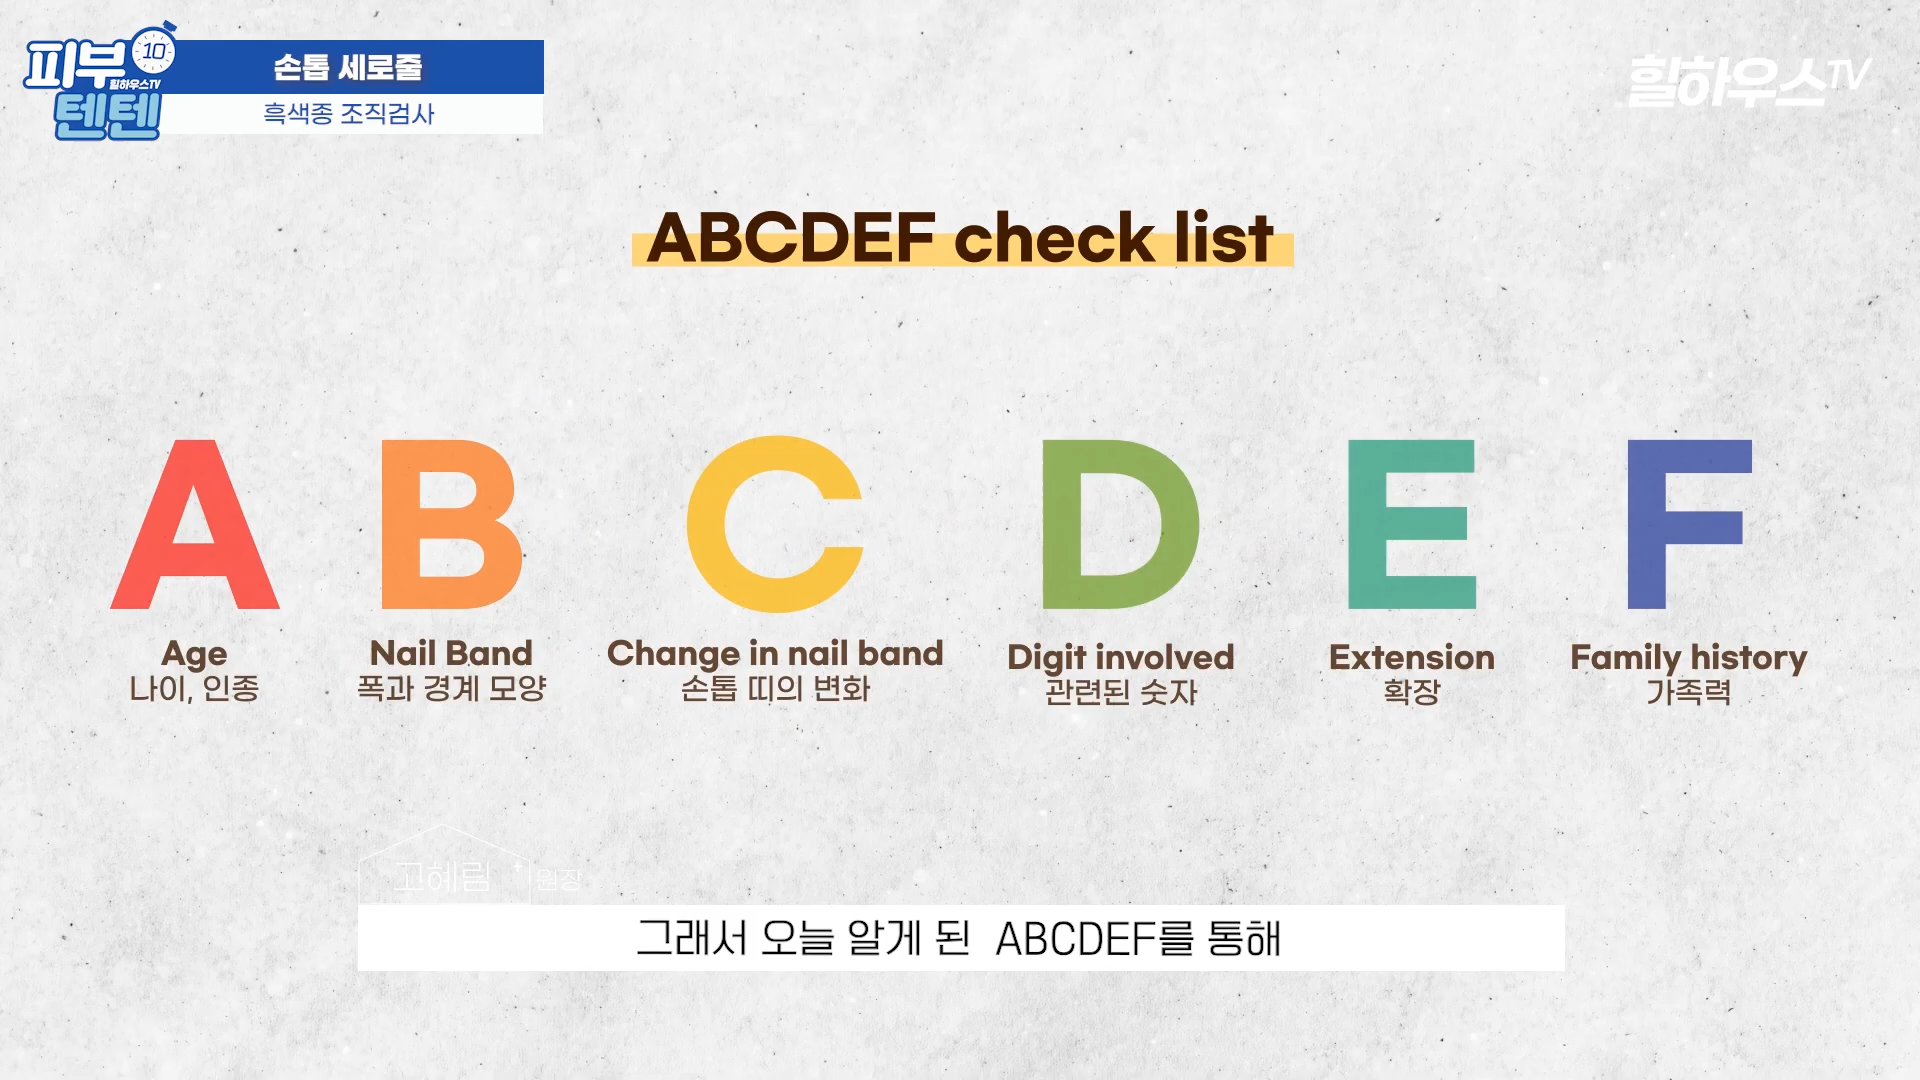 피부
10
힐하우스TV
텐텐
손톱 세로줄
흑색종 조직검사
힐하우스TV
ABCDEF check list
A
Age
나이, 인종
B
Nail Band
폭과 경계 모양
C
Change in nail band
손톱 띠의 변화
D
Digit involved
관련된 숫자
E
Extension
확장
F
Family history
가족력
고혜림 원장
그래서 오늘 알게 된 ABCDEF를 통해